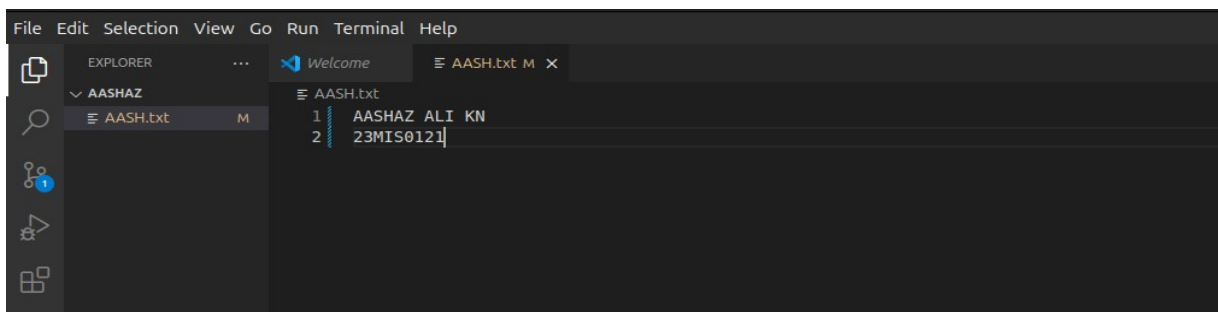 File Edit Selection View Go Run Terminal Help
EXPLORER ...
Welcome
AASH.txt M
AASHAZ
AASH.txt
AASH.txt M
1 AASHAZ ALI KN
2 23MIS0121
1